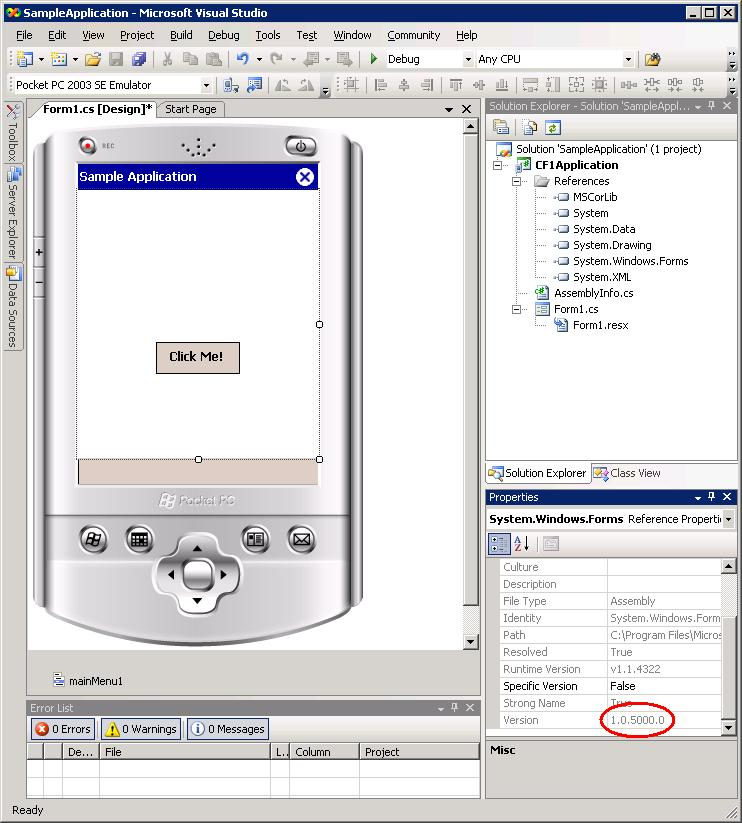 SampleApplication - Microsoft Visual Studio
File Edit View Project Build Debug Tools Test Window Community Help
Debug Any CPU
Pocket PC 2003 SE Emulator
Toolbox
Server Explorer
Data Sources
Form1.cs [Design]* Start Page
REC
Sample Application
Click Me!
Pocket PC
mainMenu1
Solution Explorer - Solution 'SampleAppl...
Solution 'SampleApplication' (1 project)
CF1Application
References
MSCorLib
System
System.Data
System.Drawing
System.Windows.Forms
System.XML
AssemblyInfo.cs
Form1.cs
Form1.resx
Solution Explorer Class View
Properties
System.Windows.Forms Reference Properti
Culture
Description
File Type Assembly
Identity System.Windows.Form
Path C:\Program Files\Micros
Resolved True
Runtime Version v1.1.4322
Specific Version False
Strong Name True
Version 1.0.5000.0
Misc
Error List
0 Errors 0 Warnings 0 Messages
De... File L.. Column Project
Ready